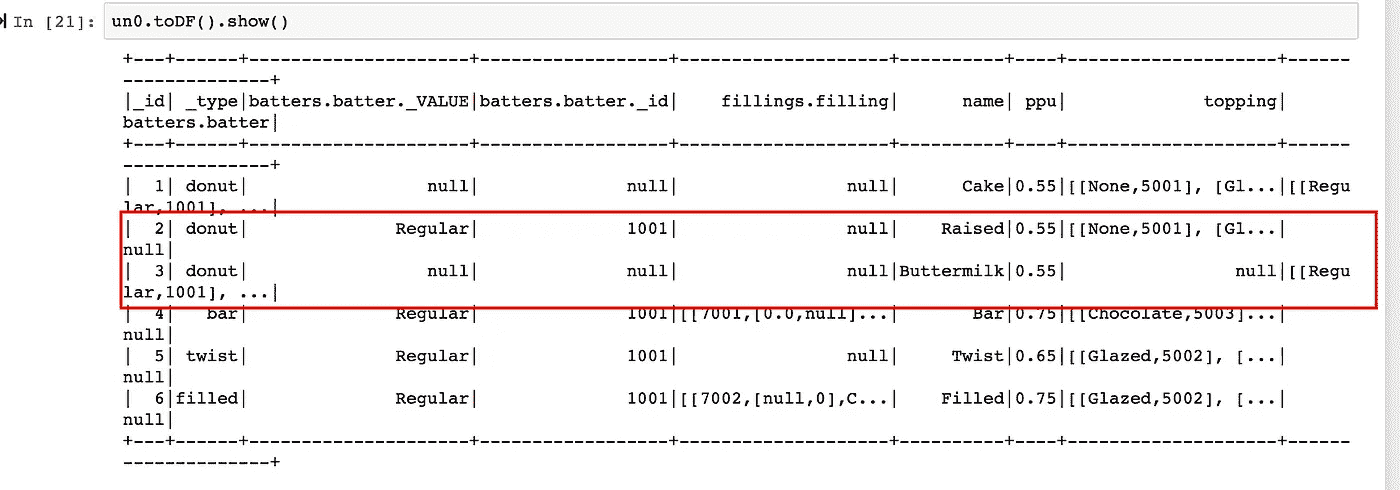 In [21]: un0.toDF().show()
+---+------+----------------------+-------------------+---------------------+----------+----+---------------------+------
--------------+
|_id| _type|batters.batter._VALUE|batters.batter._id|    fillings.filling|      name| ppu|             topping|
batters.batter|
+---+------+----------------------+-------------------+---------------------+----------+----+---------------------+------
--------------+
|  1| donut|                 null|              null|                null|      Cake|0.55|[[None,5001], [Gl...|[[Regu
lar,1001], ...|
|  2| donut|              Regular|              1001|                null|    Raised|0.55|[[None,5001], [Gl...|
null|
|  3| donut|                 null|              null|                null|Buttermilk|0.55|                null|[[Regu
lar,1001], ...|
|  4|   bar|              Regular|              1001|[[7001,[0.0,null]...|       Bar|0.75|[[Chocolate,5003]...|
null|
|  5| twist|              Regular|              1001|                null|     Twist|0.65|[[Glazed,5002], [...|
null|
|  6|filled|              Regular|              1001|[[7002,[null,0],C...|    Filled|0.75|[[Glazed,5002], [...|
null|
+---+------+----------------------+-------------------+---------------------+----------+----+---------------------+------
--------------+